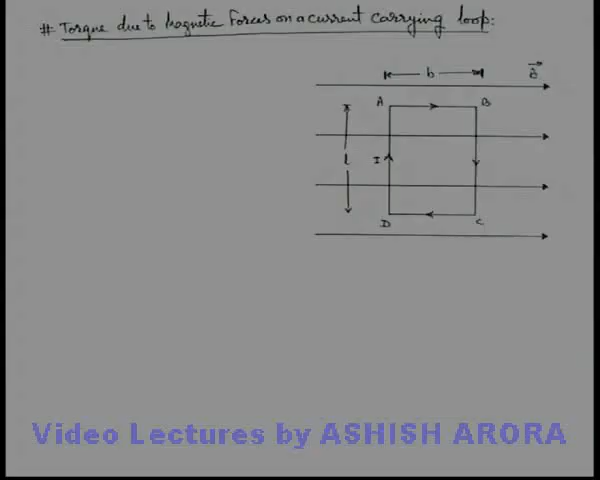 # Torque due to Magnetic Forces on a current carrying loop:
b
B
A
B
l
I
D
C
Video Lectures by ASHISH ARORA